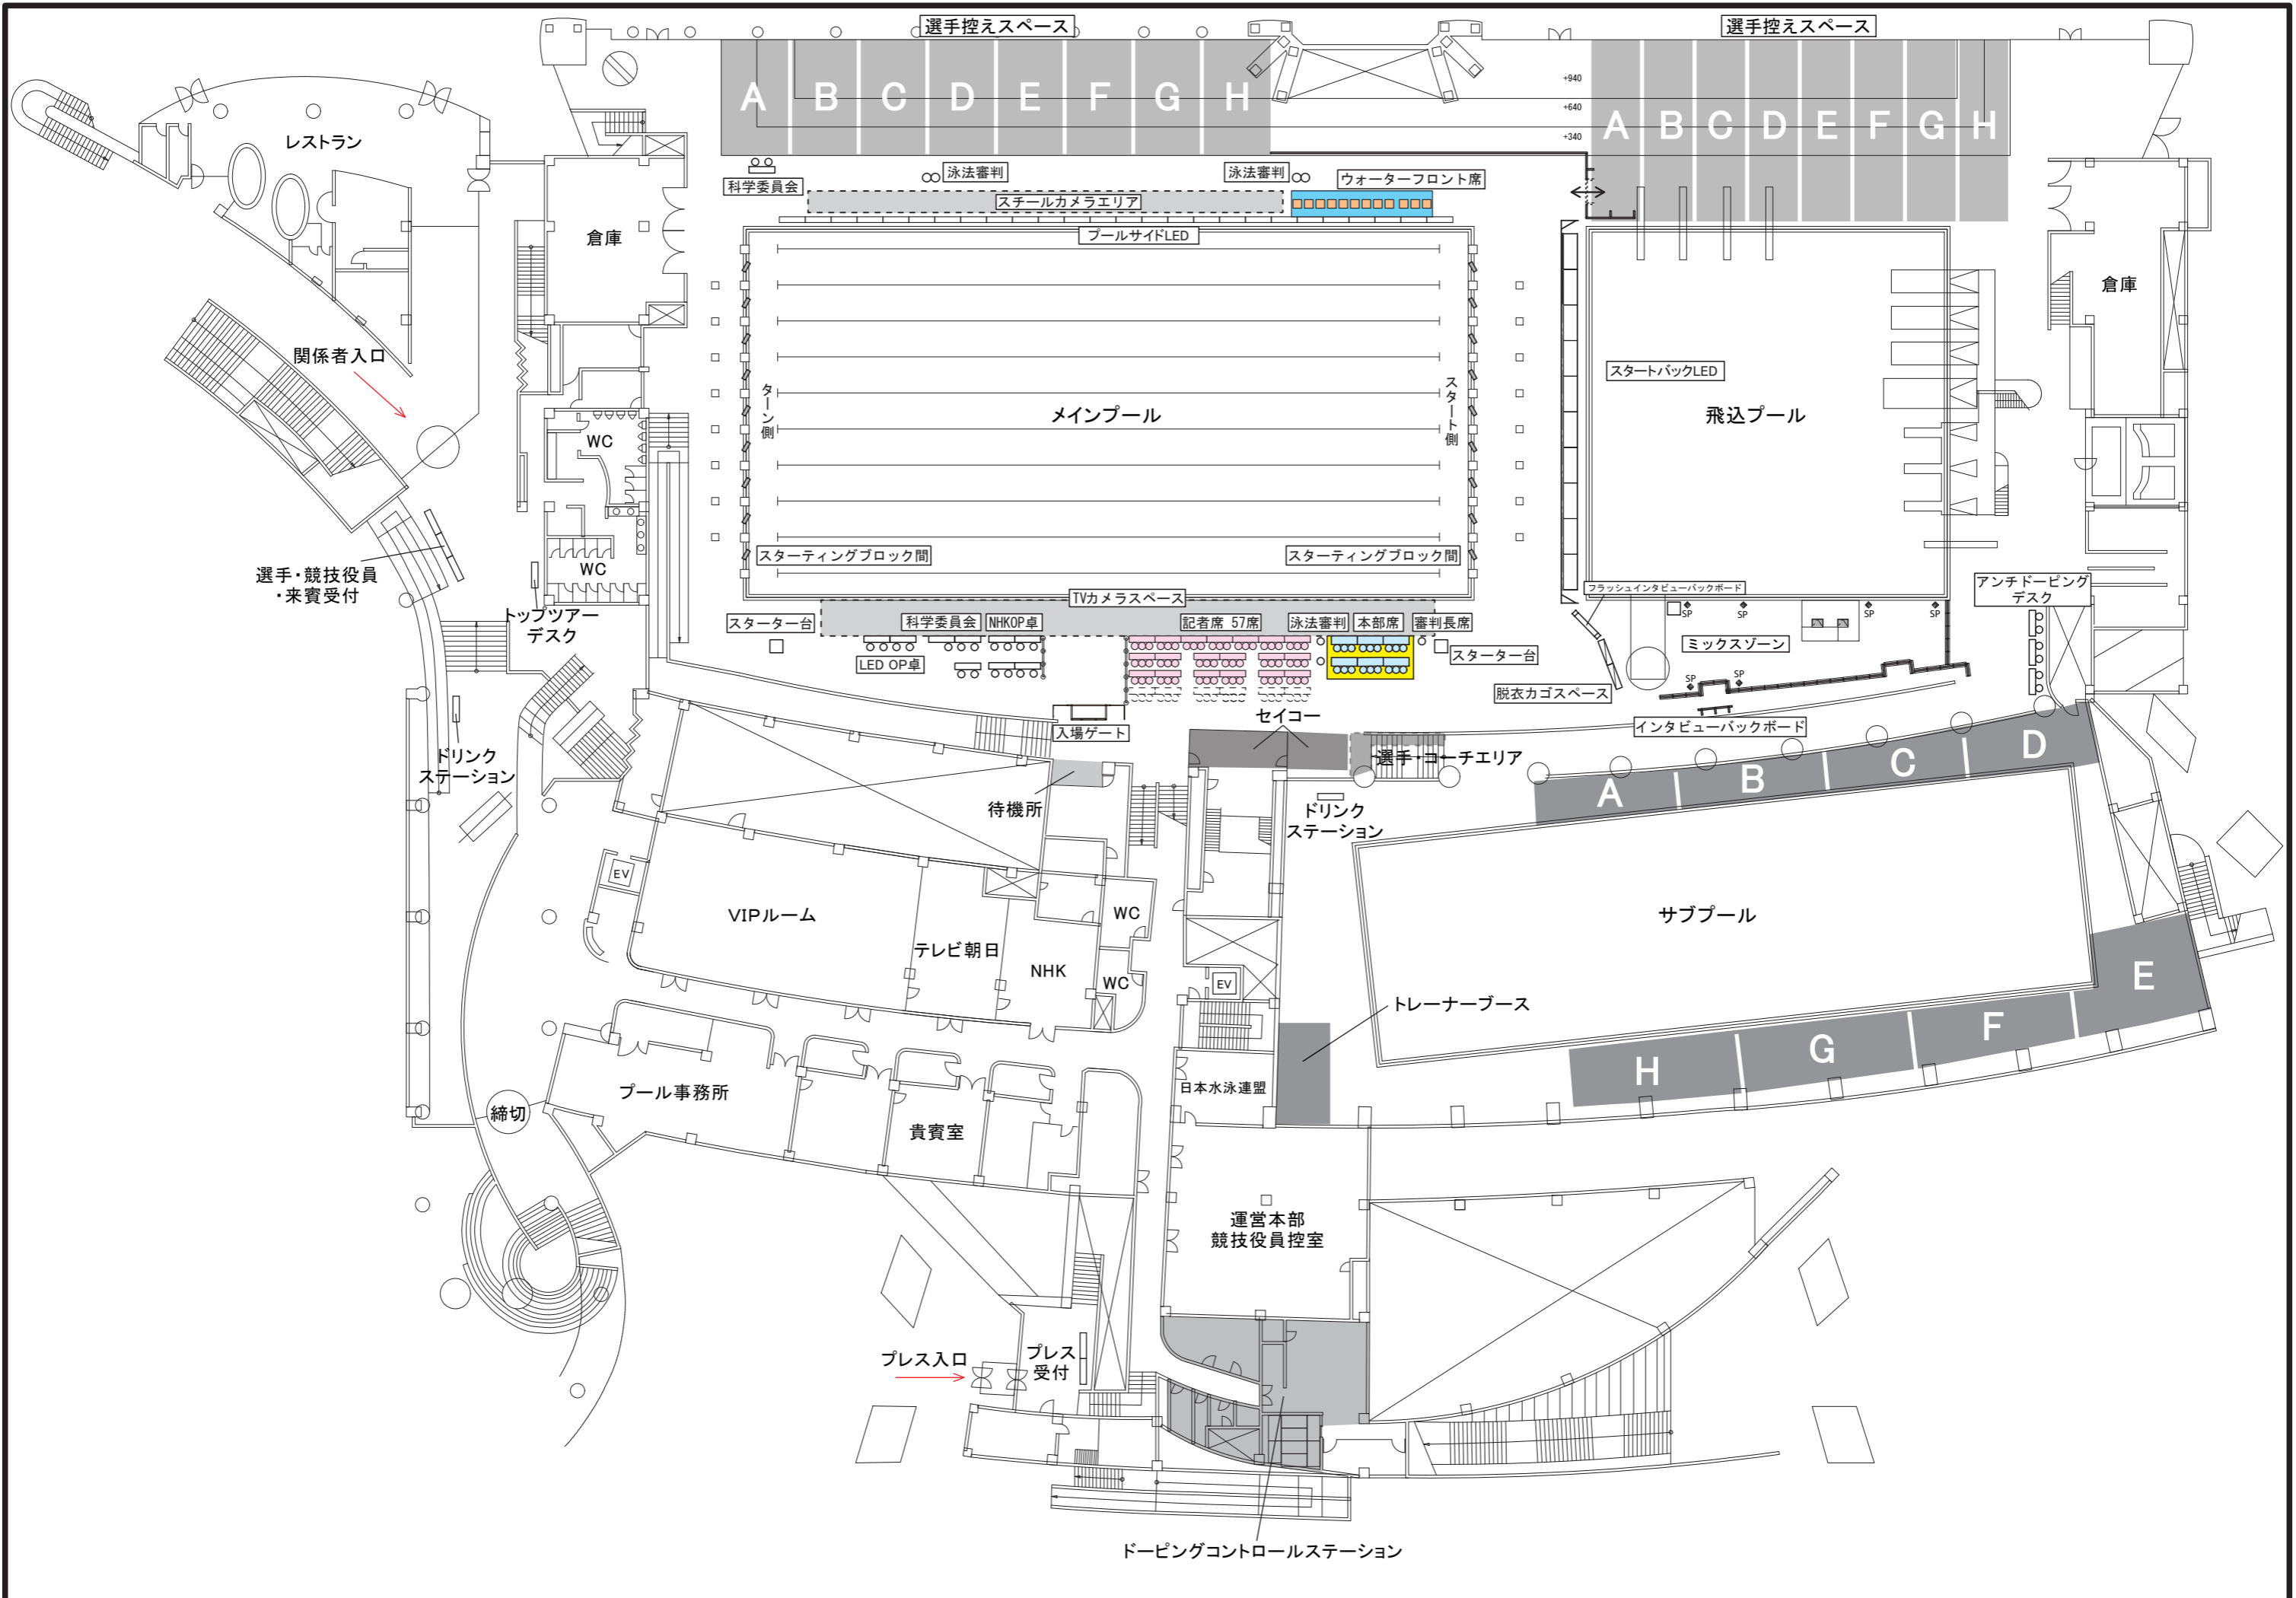 選手控えスペース
選手控えスペース
A B C D E F G H
A B C D E F G H
+940
+640
+340
レストラン
科学委員会
泳法審判
泳法審判
ウォーターフロント席
スチールカメラエリア
プールサイドLED
倉庫
倉庫
関係者入口
スタートバックLED
ターン側
メインプール
スタート側
飛込プール
WC
WC
スターティングブロック間
スターティングブロック間
選手・競技役員
・来賓受付
トップツアー
デスク
TVカメラスペース
フラッシュインタビューバックボード
アンチドーピング
デスク
スターター台
科学委員会
NHKOP卓
記者席 57席
泳法審判
本部席
審判長席
SP
SP
SP
SP
ミックスゾーン
LED OP卓
スターター台
SP
SP
脱衣カゴスペース
セイコー
入場ゲート
インタビューバックボード
ドリンク
ステーション
選手・コーチエリア
A B C D
待機所
ドリンク
ステーション
EV
VIPルーム
テレビ朝日
NHK
WC
WC
EV
サブプール
E
F
G
H
トレーナーブース
プール事務所
日本水泳連盟
締切
貴賓室
運営本部
競技役員控室
プレス入口
プレス
受付
ドーピングコントロールステーション